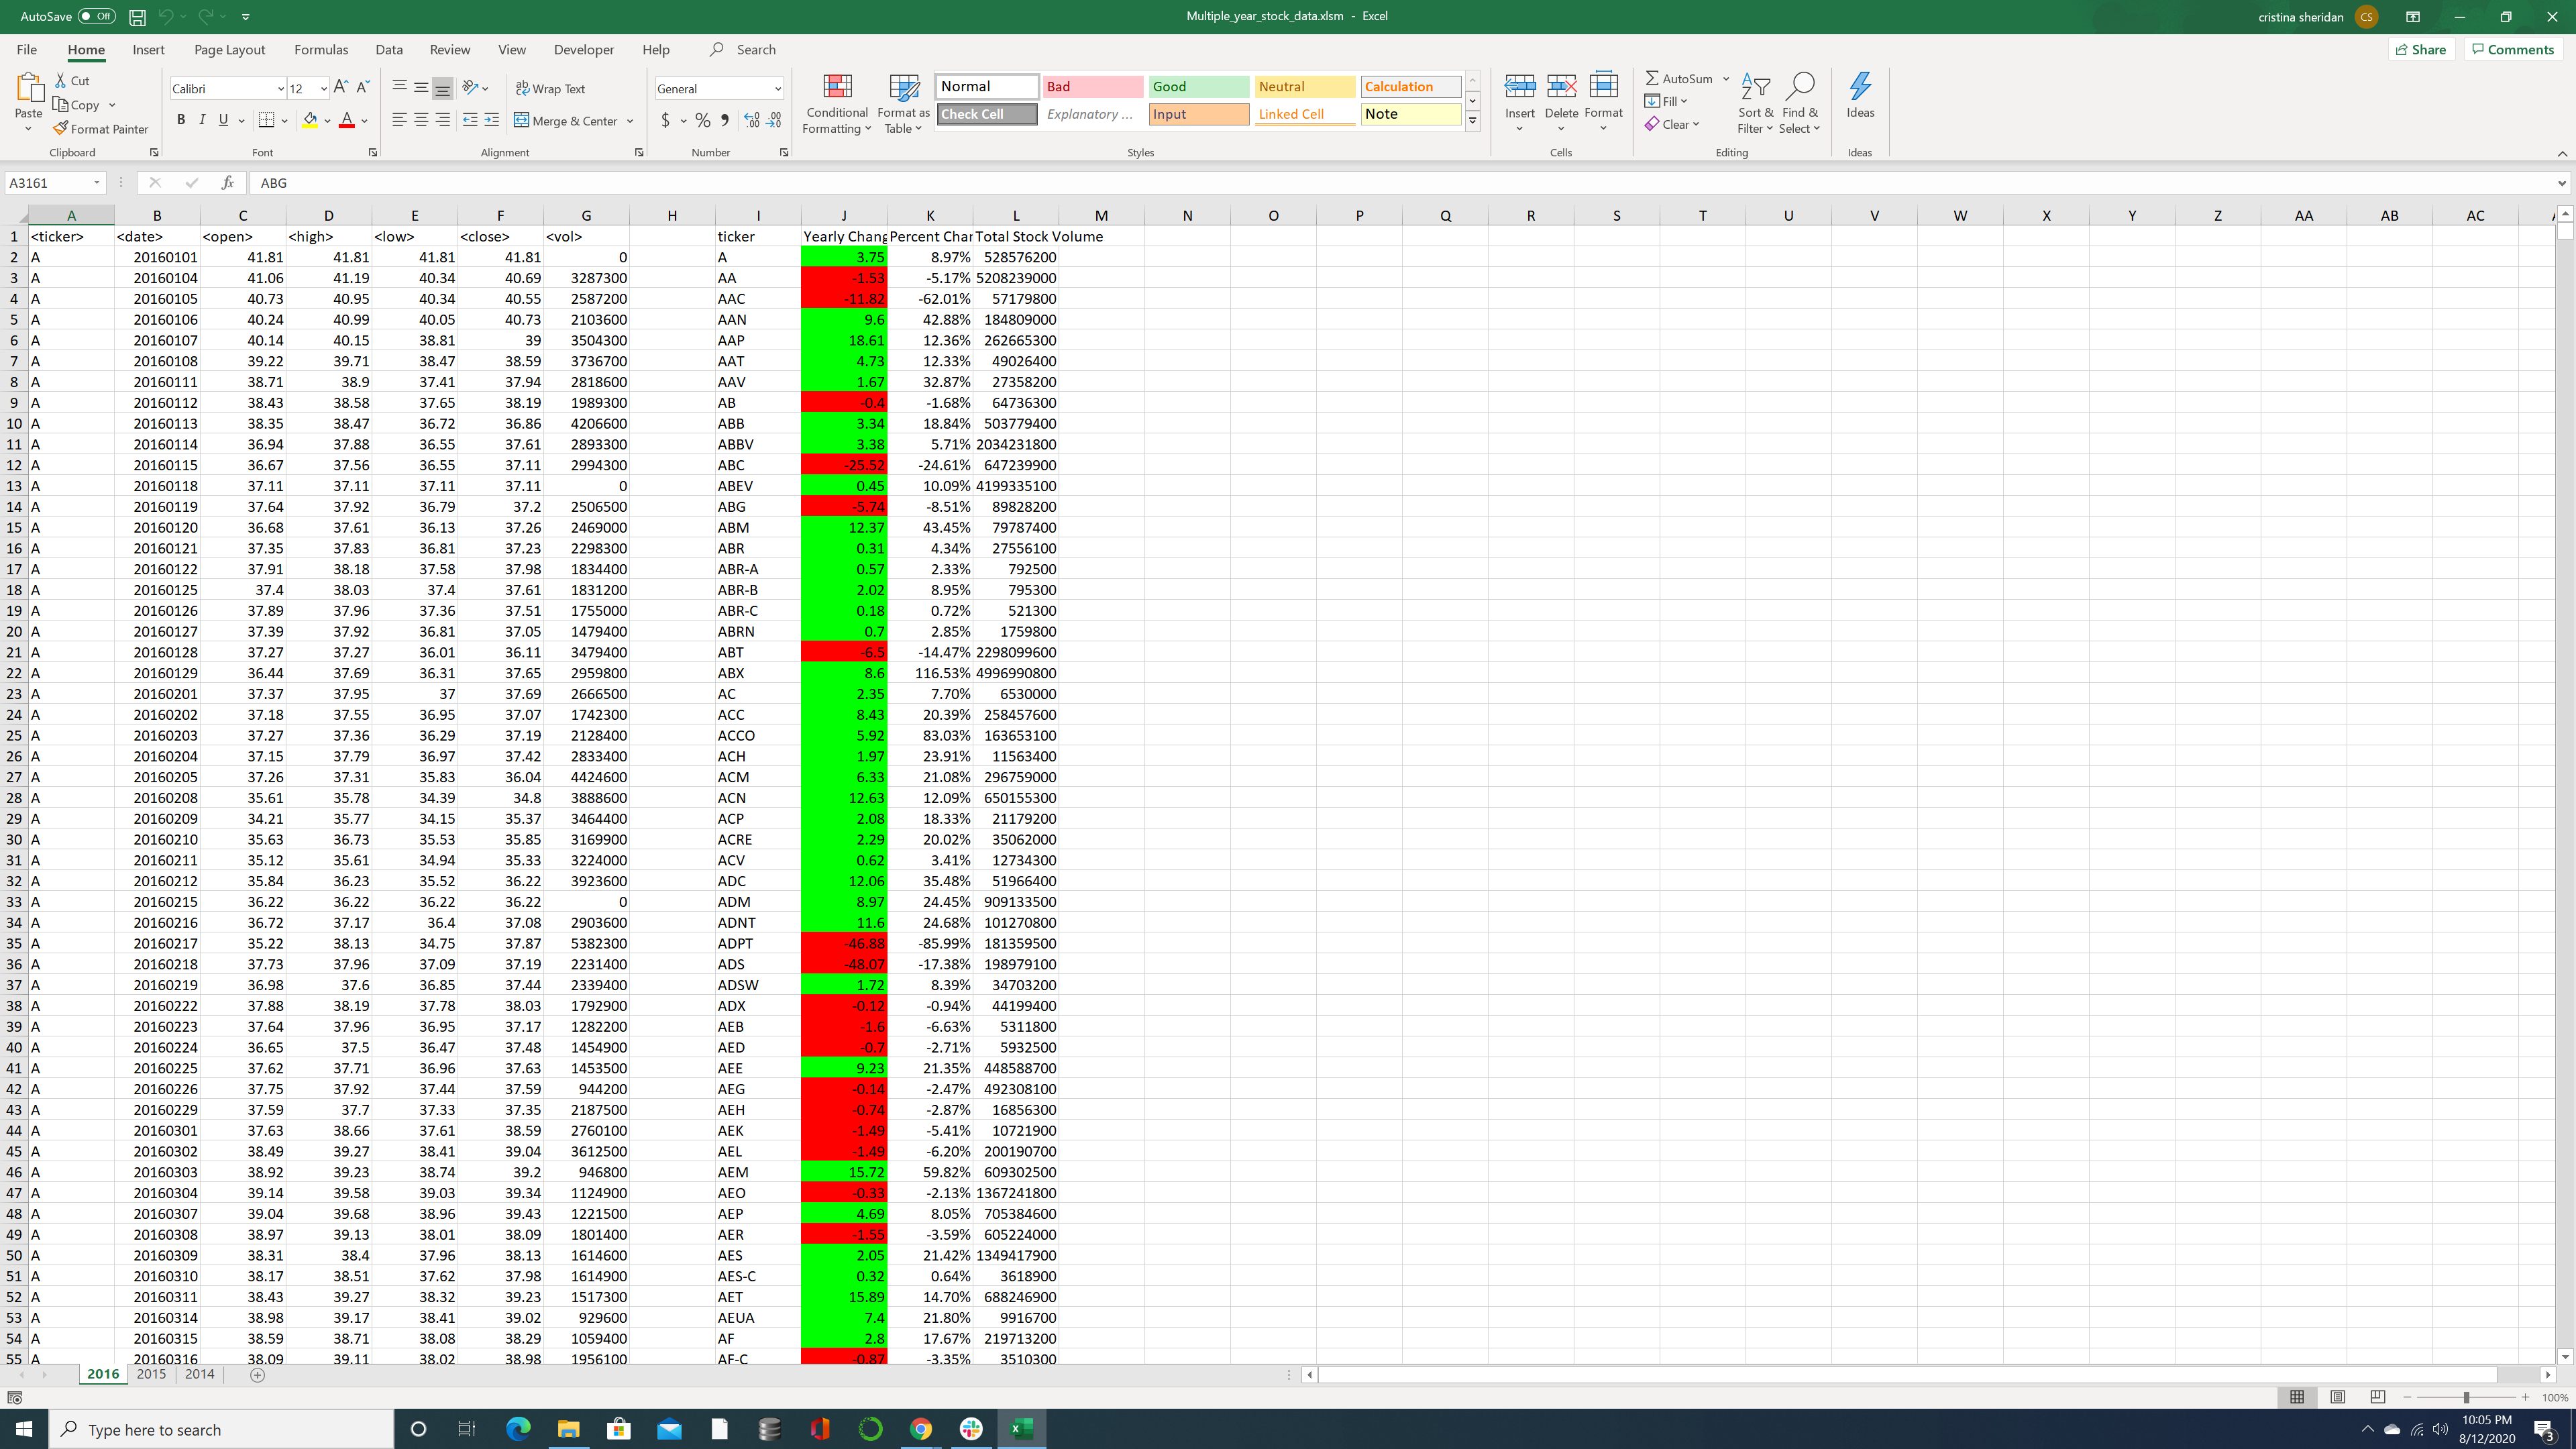 AutoSave Off Multiple_year_stock_data.xlsm - Excel cristina sheridan CS
File Home Insert Page Layout Formulas Data Review View Developer Help Search Share Comments
Paste Cut Copy Format Painter Clipboard
Calibri 12 B I U Font
Wrap Text Merge & Center Alignment
General $ % Number
Conditional Formatting Format as Table
Normal Bad Good Neutral Calculation
Check Cell Explanatory ... Input Linked Cell Note
Styles
Insert Delete Format Cells
AutoSum Fill Clear Sort & Filter Find & Select Editing
Ideas Ideas
A3161 fx ABG
A B C D E F G H I J K L M N O P Q R S T U V W X Y Z AA AB AC
1 <ticker> <date> <open> <high> <low> <close> <vol> ticker Yearly Chang Percent Char Total Stock Volume
2 A 20160101 41.81 41.81 41.81 41.81 0 A 3.75 8.97% 528576200
3 A 20160104 41.06 41.19 40.34 40.69 3287300 AA -1.53 -5.17% 5208239000
4 A 20160105 40.73 40.95 40.34 40.55 2587200 AAC -11.82 -62.01% 57179800
5 A 20160106 40.24 40.99 40.05 40.73 2103600 AAN 9.6 42.88% 184809000
6 A 20160107 40.14 40.15 38.81 39 3504300 AAP 18.61 12.36% 262665300
7 A 20160108 39.22 39.71 38.47 38.59 3736700 AAT 4.73 12.33% 49026400
8 A 20160111 38.71 38.9 37.41 37.94 2818600 AAV 1.67 32.87% 27358200
9 A 20160112 38.43 38.58 37.65 38.19 1989300 AB -0.4 -1.68% 64736300
10 A 20160113 38.35 38.47 36.72 36.86 4206600 ABB 3.34 18.84% 503779400
11 A 20160114 36.94 37.88 36.55 37.61 2893300 ABBV 3.38 5.71% 2034231800
12 A 20160115 36.67 37.56 36.55 37.11 2994300 ABC -25.52 -24.61% 647239900
13 A 20160118 37.11 37.11 37.11 37.11 0 ABEV 0.45 10.09% 4199335100
14 A 20160119 37.64 37.92 36.79 37.2 2506500 ABG -5.74 -8.51% 89828200
15 A 20160120 36.68 37.61 36.13 37.26 2469000 ABM 12.37 43.45% 79787400
16 A 20160121 37.35 37.83 36.81 37.23 2298300 ABR 0.31 4.34% 27556100
17 A 20160122 37.91 38.18 37.58 37.98 1834400 ABR-A 0.57 2.33% 792500
18 A 20160125 37.4 38.03 37.4 37.61 1831200 ABR-B 2.02 8.95% 795300
19 A 20160126 37.89 37.96 37.36 37.51 1755000 ABR-C 0.18 0.72% 521300
20 A 20160127 37.39 37.92 36.81 37.05 1479400 ABRN 0.7 2.85% 1759800
21 A 20160128 37.27 37.27 36.01 36.11 3479400 ABT -6.5 -14.47% 2298099600
22 A 20160129 36.44 37.69 36.31 37.65 2959800 ABX 8.6 116.53% 4996990800
23 A 20160201 37.37 37.95 37 37.69 2666500 AC 2.35 7.70% 6530000
24 A 20160202 37.18 37.55 36.95 37.07 1742300 ACC 8.43 20.39% 258457600
25 A 20160203 37.27 37.36 36.29 37.19 2128400 ACCO 5.92 83.03% 163653100
26 A 20160204 37.15 37.79 36.97 37.42 2833400 ACH 1.97 23.91% 11563400
27 A 20160205 37.26 37.31 35.83 36.04 4424600 ACM 6.33 21.08% 296759000
28 A 20160208 35.61 35.78 34.39 34.8 3888600 ACN 12.63 12.09% 650155300
29 A 20160209 34.21 35.77 34.15 35.37 3464400 ACP 2.08 18.33% 21179200
30 A 20160210 35.63 36.73 35.53 35.85 3169900 ACRE 2.29 20.02% 35062000
31 A 20160211 35.12 35.61 34.94 35.33 3224000 ACV 0.62 3.41% 12734300
32 A 20160212 35.84 36.23 35.52 36.22 3923600 ADC 12.06 35.48% 51966400
33 A 20160215 36.22 36.22 36.22 36.22 0 ADM 8.97 24.45% 909133500
34 A 20160216 36.72 37.17 36.4 37.08 2903600 ADNT 11.6 24.68% 101270800
35 A 20160217 35.22 38.13 34.75 37.87 5382300 ADPT -46.88 -85.99% 181359500
36 A 20160218 37.73 37.96 37.09 37.19 2231400 ADS -48.07 -17.38% 198979100
37 A 20160219 36.98 37.6 36.85 37.44 2339400 ADSW 1.72 8.39% 34703200
38 A 20160222 37.88 38.19 37.78 38.03 1792900 ADX -0.12 -0.94% 44199400
39 A 20160223 37.64 37.96 36.95 37.17 1282200 AEB -1.6 -6.63% 5311800
40 A 20160224 36.65 37.5 36.47 37.48 1454900 AED -0.7 -2.71% 5932500
41 A 20160225 37.62 37.71 36.96 37.63 1453500 AEE 9.23 21.35% 448588700
42 A 20160226 37.75 37.92 37.44 37.59 944200 AEG -0.14 -2.47% 492308100
43 A 20160229 37.59 37.7 37.33 37.35 2187500 AEH -0.74 -2.87% 16856300
44 A 20160301 37.63 38.66 37.61 38.59 2760100 AEK -1.49 -5.41% 10721900
45 A 20160302 38.49 39.27 38.41 39.04 3612500 AEL -1.49 -6.20% 200190700
46 A 20160303 38.92 39.23 38.74 39.2 946800 AEM 15.72 59.82% 609302500
47 A 20160304 39.14 39.58 39.03 39.34 1124900 AEO -0.33 -2.13% 1367241800
48 A 20160307 39.04 39.68 38.96 39.43 1221500 AEP 4.69 8.05% 705384600
49 A 20160308 38.97 39.13 38.01 38.09 1801400 AER -1.55 -3.59% 605224000
50 A 20160309 38.31 38.4 37.96 38.13 1614600 AES 2.05 21.42% 1349417900
51 A 20160310 38.17 38.51 37.62 37.98 1614900 AES-C 0.32 0.64% 3618900
52 A 20160311 38.43 39.27 38.32 39.23 1517300 AET 15.89 14.70% 688246900
53 A 20160314 38.98 39.17 38.41 39.02 929600 AEUA 7.4 21.80% 9916700
54 A 20160315 38.59 38.71 38.08 38.29 1059400 AF 2.8 17.67% 219713200
55 A 20160316 38.09 39.11 38.02 38.98 1956100 AF-C -0.87 -3.35% 3510300
2016 2015 2014
100%
Type here to search
10:05 PM
8/12/2020
3